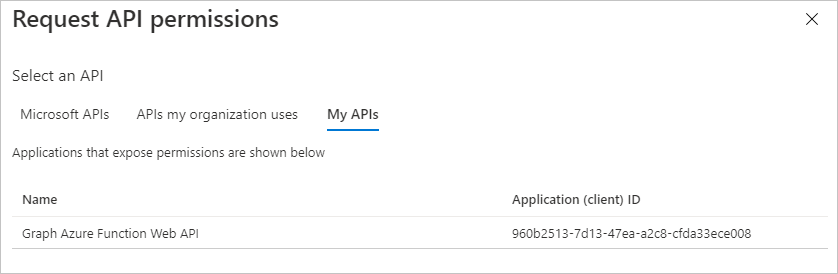 Request API permissions
Select an API
Microsoft APIs APIs my organization uses My APIs
Applications that expose permissions are shown below
Name Application (client) ID
Graph Azure Function Web API 960b2513-7d13-47ea-a2c8-cfda33ece008